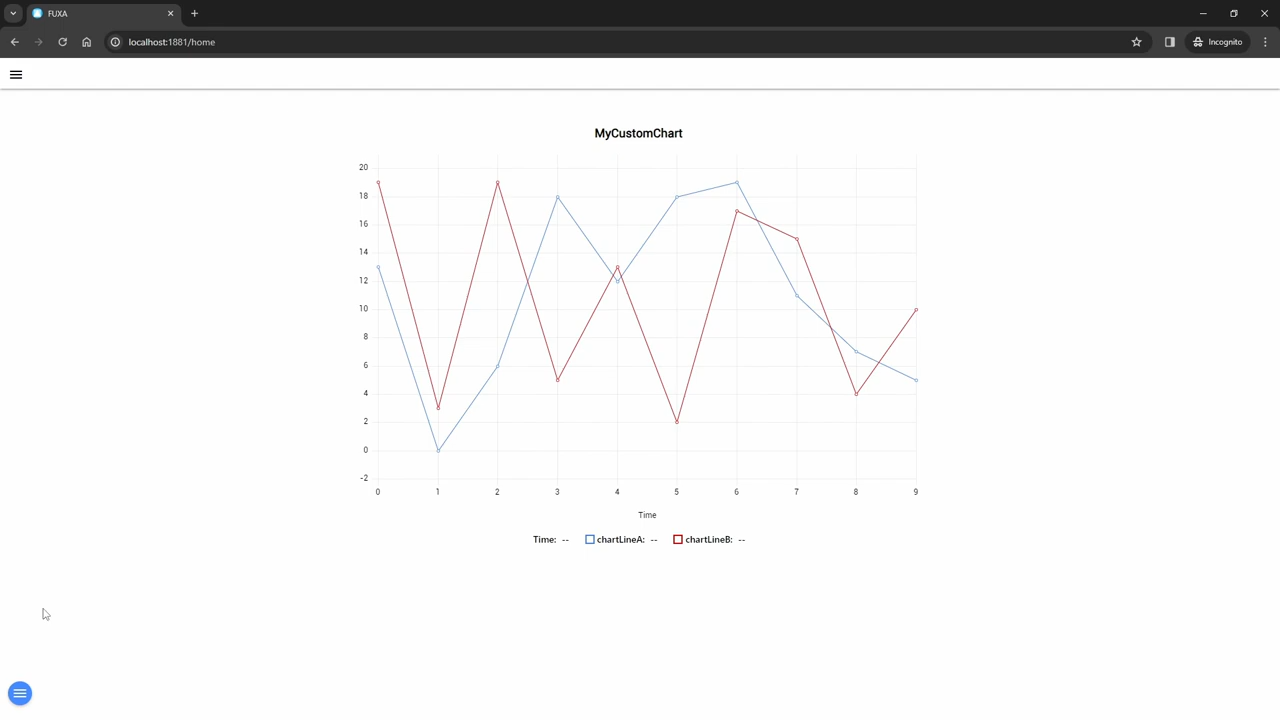 FUXA
localhost:1881/home
Incognito
MyCustomChart
20
18
16
14
12
10
8
6
4
2
0
-2
0 1 2 3 4 5 6 7 8 9
Time
Time: -- chartLineA: -- chartLineB: --